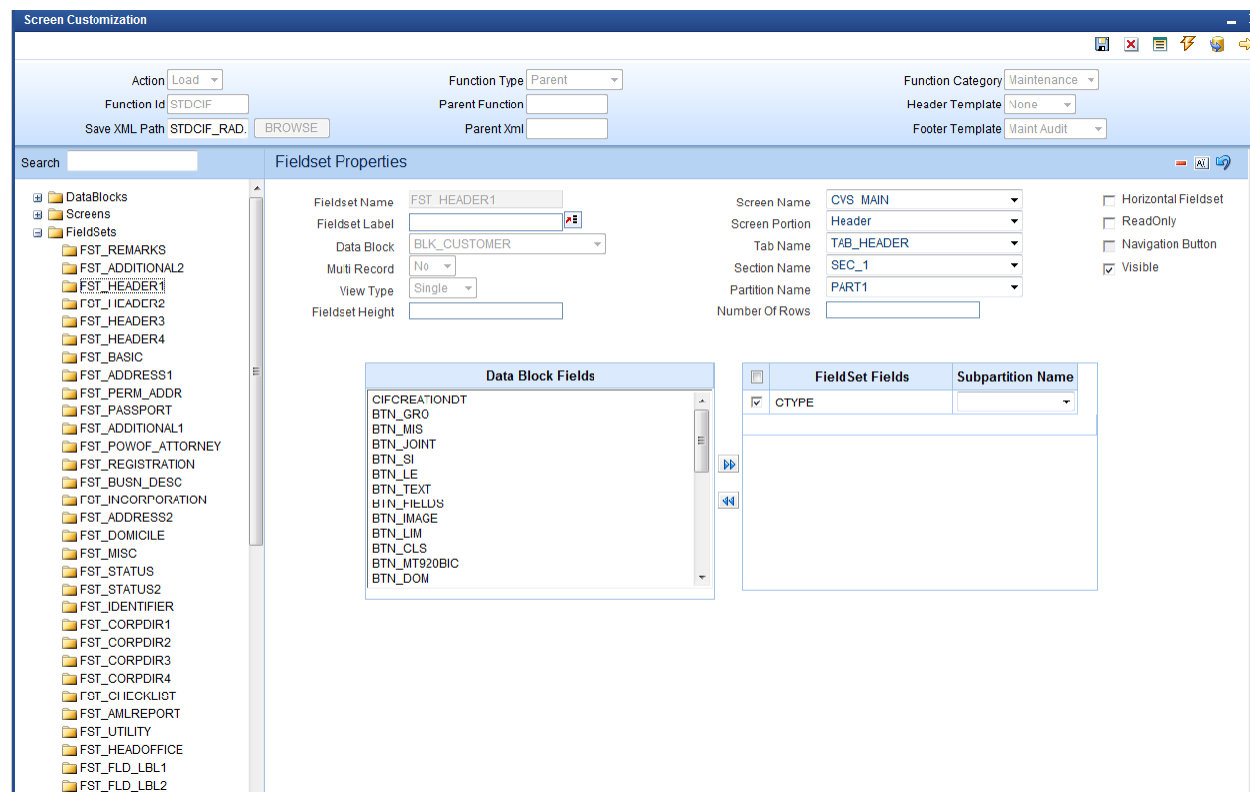 Screen Customization
Action Load Function Type Parent Function Category Maintenance
Function Id STDCIF Parent Function Header Template None
Save XML Path STDCIF_RAD. BROWSE Parent Xml Footer Template Maint Audit
Search Fieldset Properties
DataBlocks
Screens
FieldSets
FST_REMARKS
FST_ADDITIONAL2
FST_HEADER1
FST_HEADER2
FST_HEADER3
FST_HEADER4
FST_BASIC
FST_ADDRESS1
FST_PERM_ADDR
FST_PASSPORT
FST_ADDITIONAL1
FST_POWOF_ATTORNEY
FST_REGISTRATION
FST_BUSN_DESC
FST_INCORPORATION
FST_ADDRESS2
FST_DOMICILE
FST_MISC
FST_STATUS
FST_STATUS2
FST_IDENTIFIER
FST_CORPDIR1
FST_CORPDIR2
FST_CORPDIR3
FST_CORPDIR4
FST_CHECKLIST
FST_AMLREPORT
FST_UTILITY
FST_HEADOFFICE
FST_FLD_LBL1
FST_FLD_LBL2
Fieldset Name FST_HEADER1 Screen Name CVS_MAIN Horizontal Fieldset
Fieldset Label Screen Portion Header ReadOnly
Data Block BLK_CUSTOMER Tab Name TAB_HEADER Navigation Button
Multi Record No Section Name SEC_1 Visible
View Type Single Partition Name PART1
Fieldset Height Number Of Rows
Data Block Fields
CIFCREATIONDT
BTN_GRO
BTN_MIS
BTN_JOINT
BTN_SI
BTN_LE
BTN_TEXT
BTN_FIELDS
BTN_IMAGE
BTN_LIM
BTN_CLS
BTN_MT920BIC
BTN_DOM
FieldSet Fields Subpartition Name
CTYPE